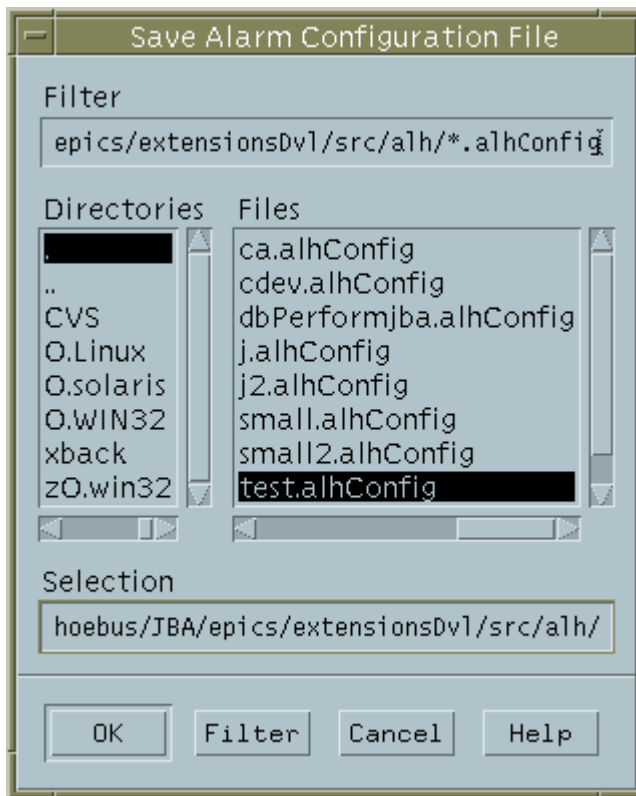 Save Alarm Configuration File
Filter
epics/extensionsDvl/src/alh/*.alhConfig
Directories
Files
.
..
CVS
O.Linux
O.solaris
O.WIN32
xback
zO.win32
ca.alhConfig
cdev.alhConfig
dbPerformjba.alhConfig
j.alhConfig
j2.alhConfig
small.alhConfig
small2.alhConfig
test.alhConfig
Selection
hoebus/JBA/epics/extensionsDvl/src/alh/
OK
Filter
Cancel
Help